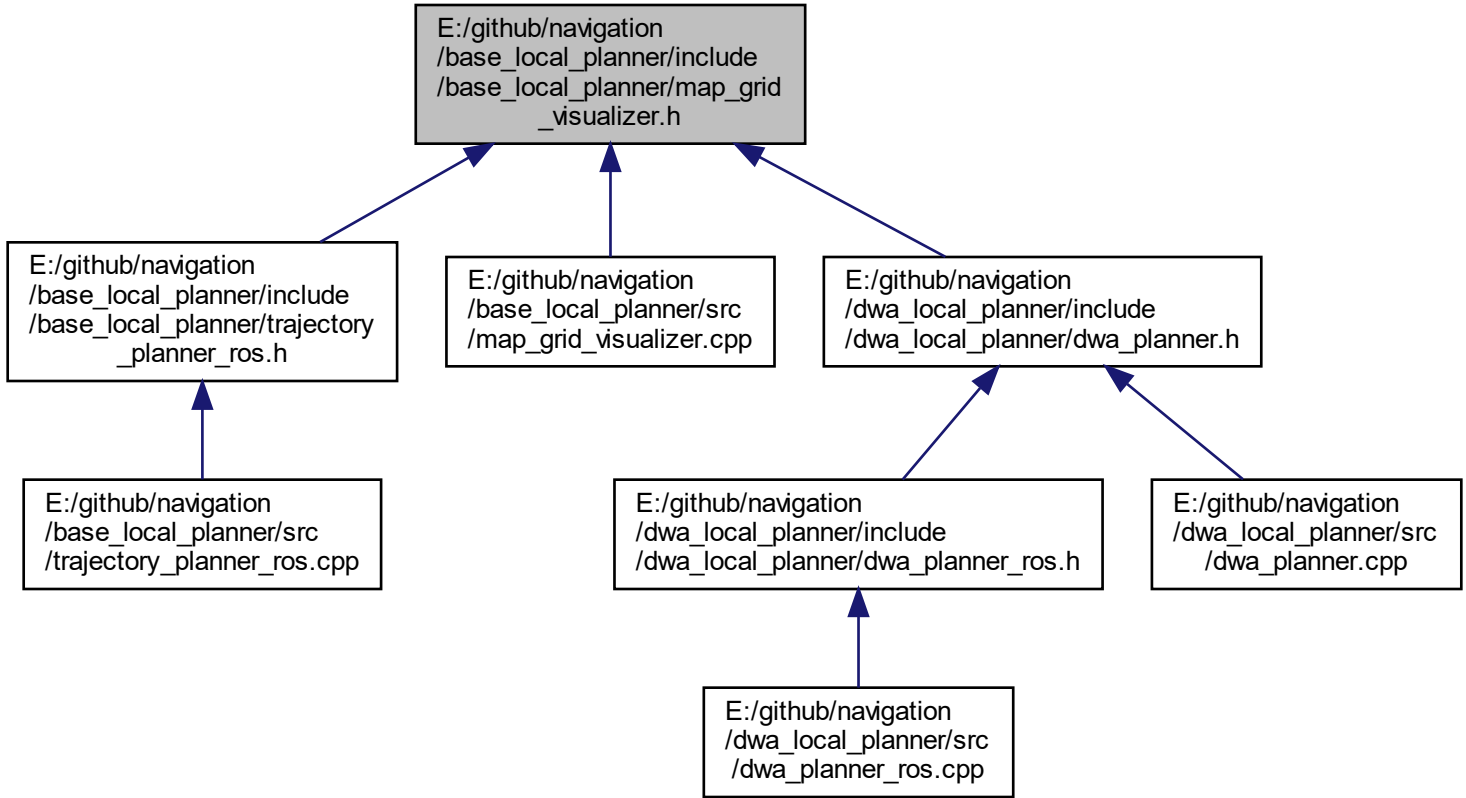 E:/github/navigation
/base_local_planner/include
/base_local_planner/map_grid
_visualizer.h
E:/github/navigation
/base_local_planner/include
/base_local_planner/trajectory
_planner_ros.h
E:/github/navigation
/base_local_planner/src
/map_grid_visualizer.cpp
E:/github/navigation
/dwa_local_planner/include
/dwa_local_planner/dwa_planner.h
E:/github/navigation
/base_local_planner/src
/trajectory_planner_ros.cpp
E:/github/navigation
/dwa_local_planner/include
/dwa_local_planner/dwa_planner_ros.h
E:/github/navigation
/dwa_local_planner/src
/dwa_planner.cpp
E:/github/navigation
/dwa_local_planner/src
/dwa_planner_ros.cpp